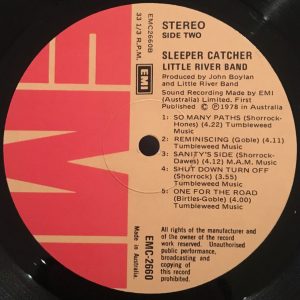 EMC2660B
33 1/3 R.P.M.
STEREO
SIDE TWO
EMI
SLEEPER CATCHER
LITTLE RIVER BAND
Produced by John Boylan
and Little River Band
Sound Recording Made by EMI
(Australia) Limited. First
Published Ⓟ1978 in Australia
1: SO MANY PATHS (Shorrock-
Hones) (4.22) Tumbleweed
Music
2: REMINISCING (Goble) (4.11)
Tumbleweed Music
3: SANITY'S SIDE (Shorrock-
Dawes) (4.12) M.A.M. Music
4: SHUT DOWN TURN OFF
(Shorrock) (3.55)
Tumbleweed Music
5: ONE FOR THE ROAD
(Birtles-Goble) (4.00)
Tumbleweed Music
All rights of the manufacturer and
of the owner of the record
work reserved. Unauthorised
public performance,
broadcasting and
copying of
this record
prohibited.
EMC-2660
Made in Australia.
EMI